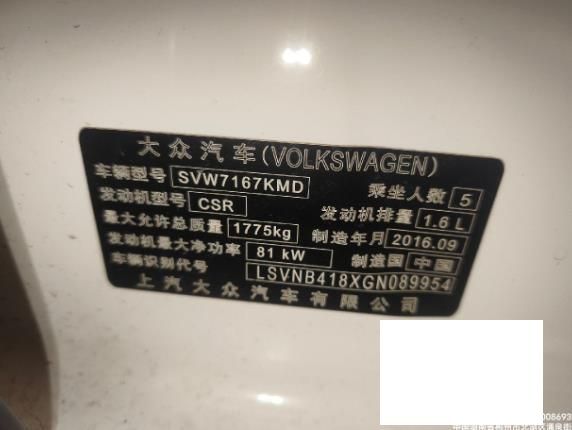 大众汽车(VOLKSWAGEN)
车辆型号 SVW7167KMD 乘坐人数 5
发动机型号 CSR 发动机排量 1.6 L
最大允许总质量 1775kg 制造年月 2016.09
发动机最大净功率 81 kW 制造国 中国
车辆识别代号 LSVNB418XGN089954
上汽大众汽车有限公司
008693